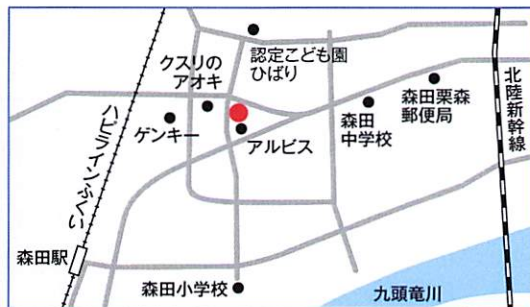 クスリの
アオキ
認定こども園
ひばり
ゲンキー
アルビス
森田
中学校
森田栗森
郵便局
北陸新幹線
ハピラインふくい
森田駅
森田小学校
九頭竜川